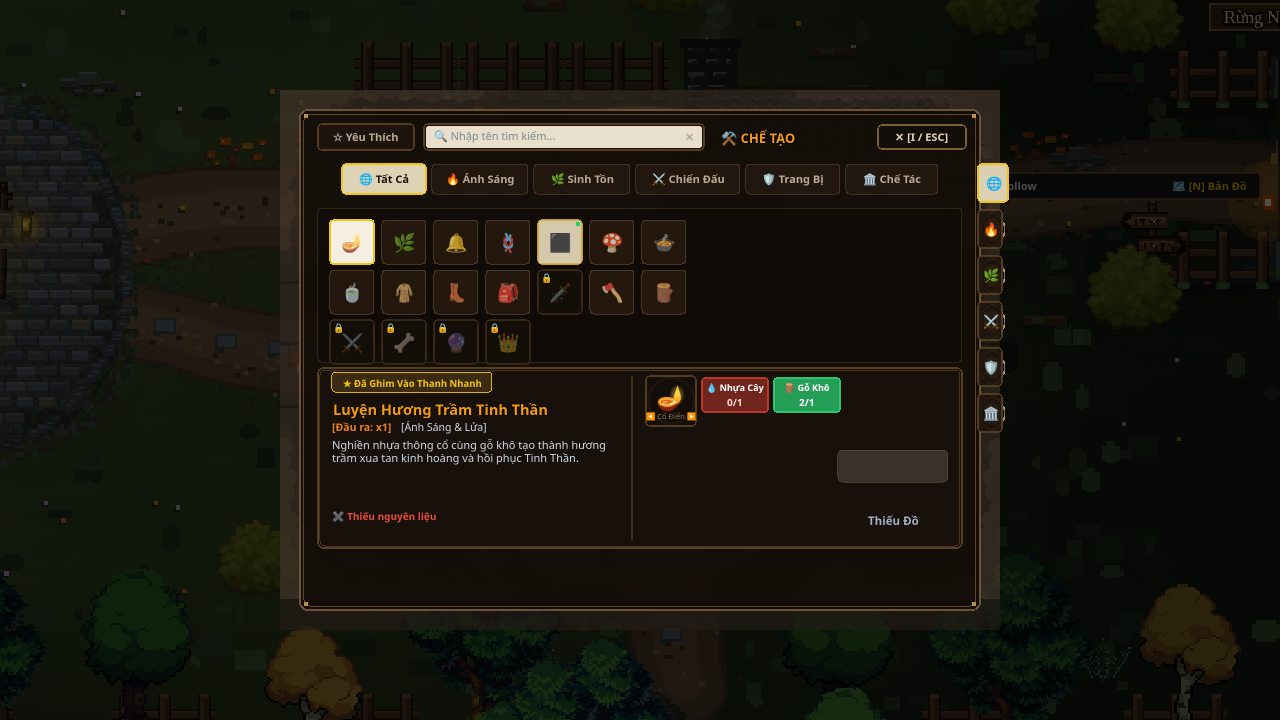 Rừng N
☆ Yêu Thích
Nhập tên tìm kiếm...
CHẾ TẠO
✕ [I / ESC]
Tất Cả
Ánh Sáng
Sinh Tồn
Chiến Đấu
Trang Bị
Chế Tác
ollow
[N] Bản Đồ
★ Đã Ghim Vào Thanh Nhanh
Luyện Hương Trầm Tinh Thần
[Đầu ra: x1] [Ánh Sáng & Lửa]
Nghiền nhựa thông cổ cùng gỗ khô tạo thành hương
trầm xua tan kinh hoàng và hồi phục Tinh Thần.
✖ Thiếu nguyên liệu
Cổ Điển
Nhựa Cây
0/1
Gỗ Khô
2/1
Thiếu Đồ